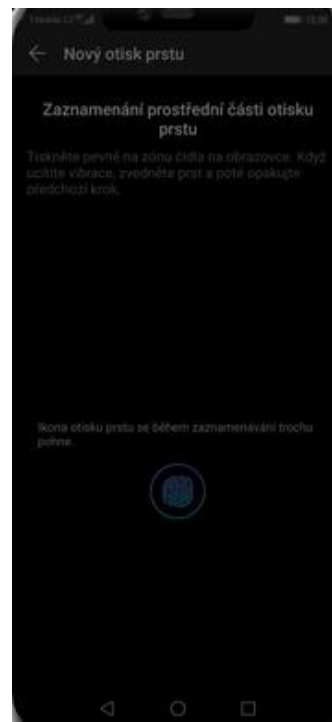 Nový otisk prstu
Zaznamenání prostřední části otisku
prstu
Tiskněte pevně na zónu čidla na obrazovce. Když
ucítíte vibrace, zvedněte prst a poté opakujte
předchozí krok.
Ikona otisku prstu se během zaznamenávání trochu
pohne.